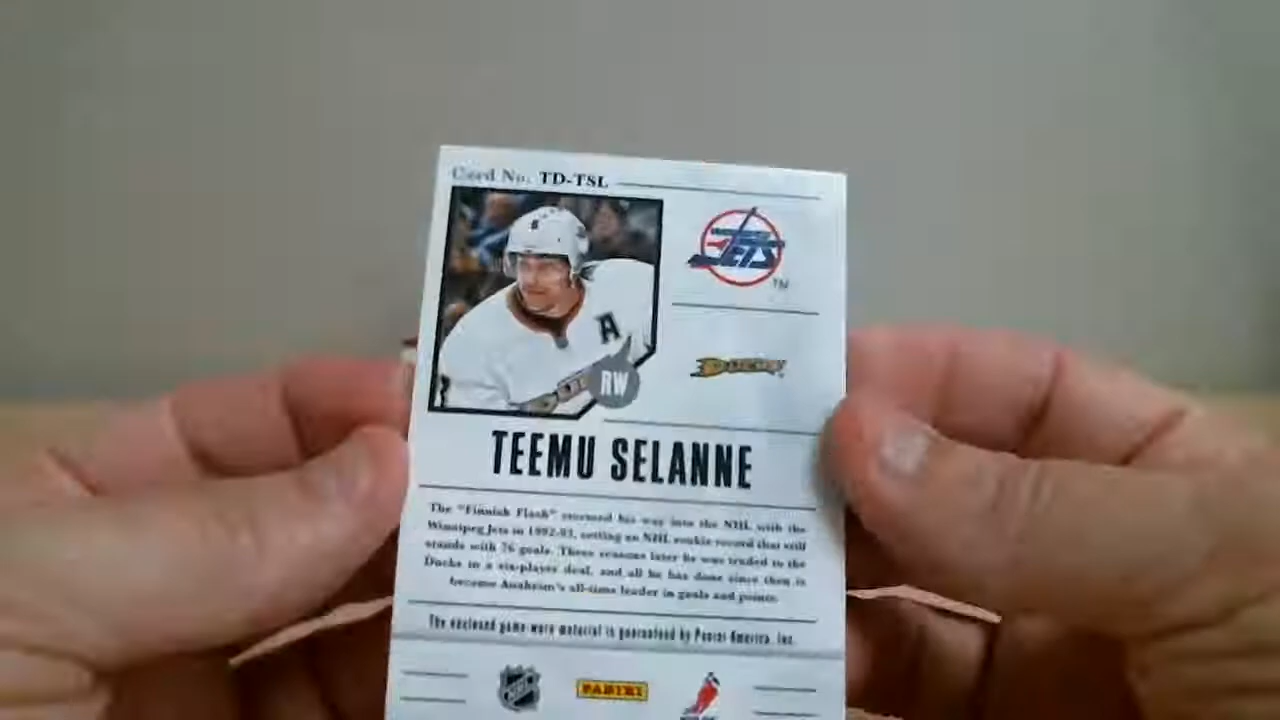 Card No. TD-TSL
JETS
TM
A
DUCKS
RW
TEEMU SELANNE
The "Finnish Flash" stormed his way into the NHL with the
Winnipeg Jets in 1992-93, setting an NHL rookie record that still
stands with 76 goals. Three seasons later he was traded to the
Ducks in a six-player deal, and all he has done since then is
become Anaheim's all-time leader in goals and points.
The enclosed game-worn material is guaranteed by Panini America, Inc.
NHL
PANINI